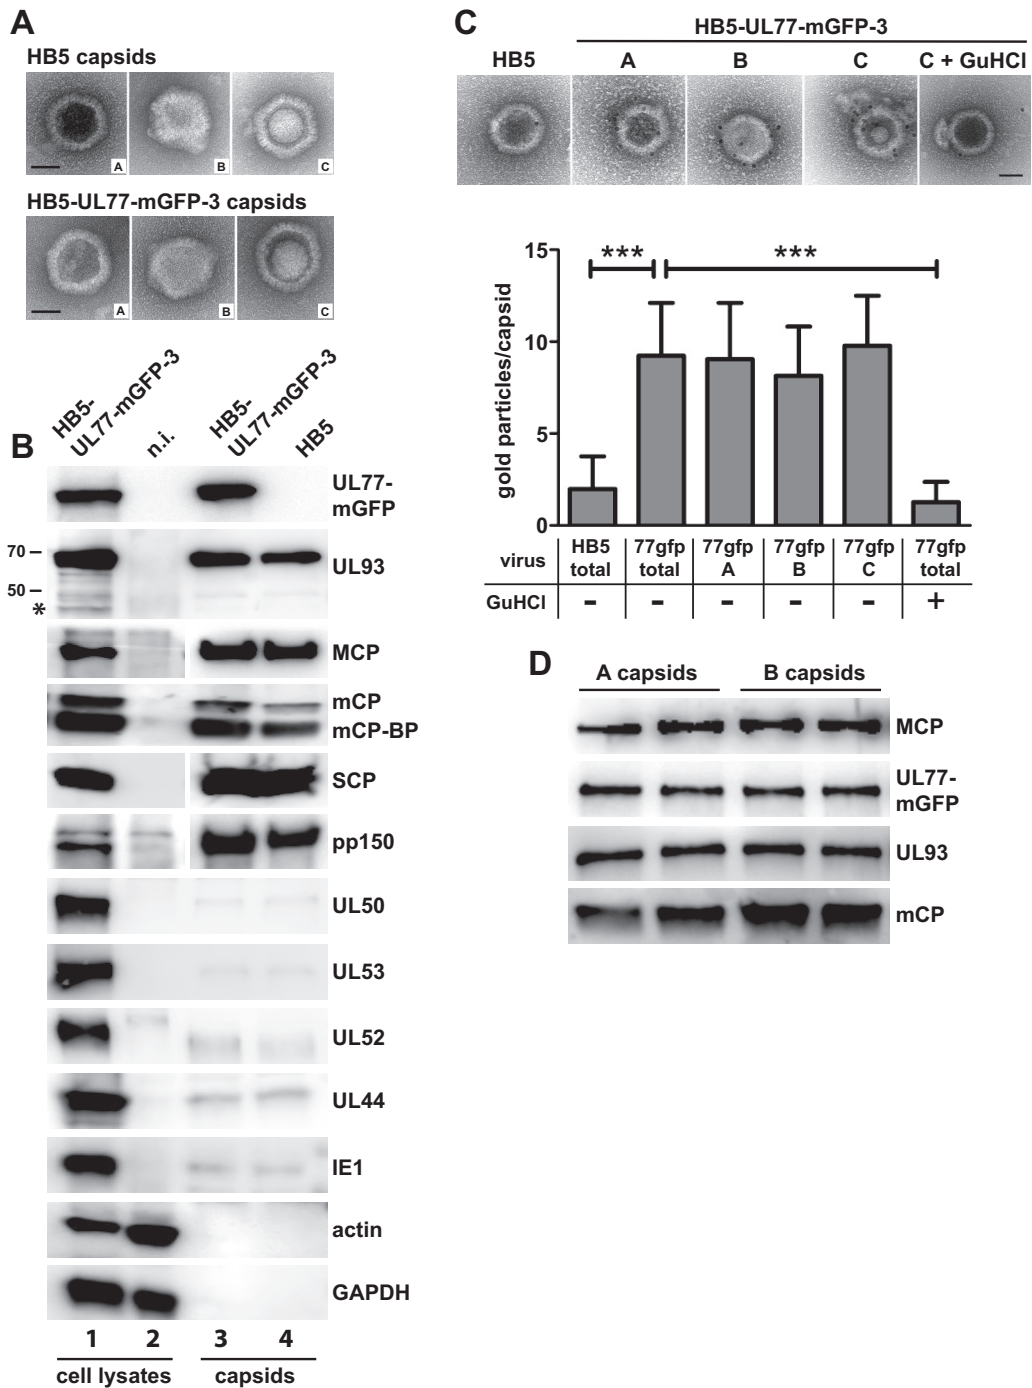 A
HB5 capsids
A
B
C
HB5-UL77-mGFP-3 capsids
A
B
C
B
HB5-
UL77-mGFP-3
n.i.
HB5-
UL77-mGFP-3
HB5
UL77-
mGFP
70
UL93
50
*
MCP
mCP
mCP-BP
SCP
pp150
UL50
UL53
UL52
UL44
IE1
actin
GAPDH
1 2 3 4
cell lysates capsids
C
HB5-UL77-mGFP-3
HB5 A B C C + GuHCl
*** ***
gold particles/capsid
15
10
5
0
virus HB5 total 77gfp total 77gfp A 77gfp B 77gfp C 77gfp total
GuHCl - - - - - +
D
A capsids B capsids
MCP
UL77-
mGFP
UL93
mCP